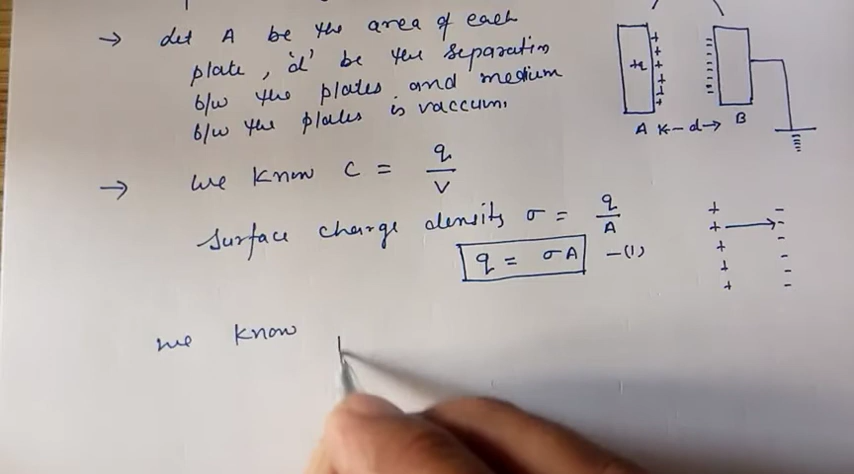 → Let A be the area of each
plate, 'd' be the separation
b/w the plates and medium
b/w the plates is vaccum.
+q
A K- d → B
→ We know C = q/V
Surface charge density σ = q/A
q = σA -(1)
we know